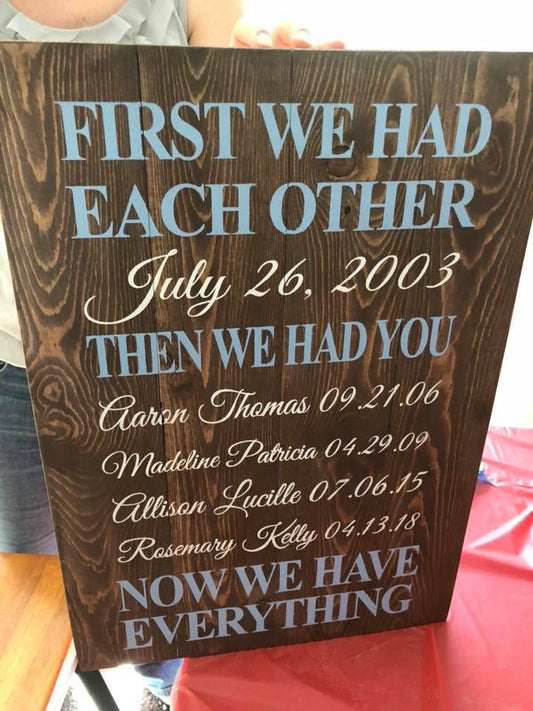 FIRST WE HAD
EACH OTHER
July 26, 2003
THEN WE HAD YOU
Aaron Thomas 09.21.06
Madeline Patricia 04.29.09
Allison Lucille 07.06.15
Rosemary Kelly 04.13.18
NOW WE HAVE
EVERYTHING